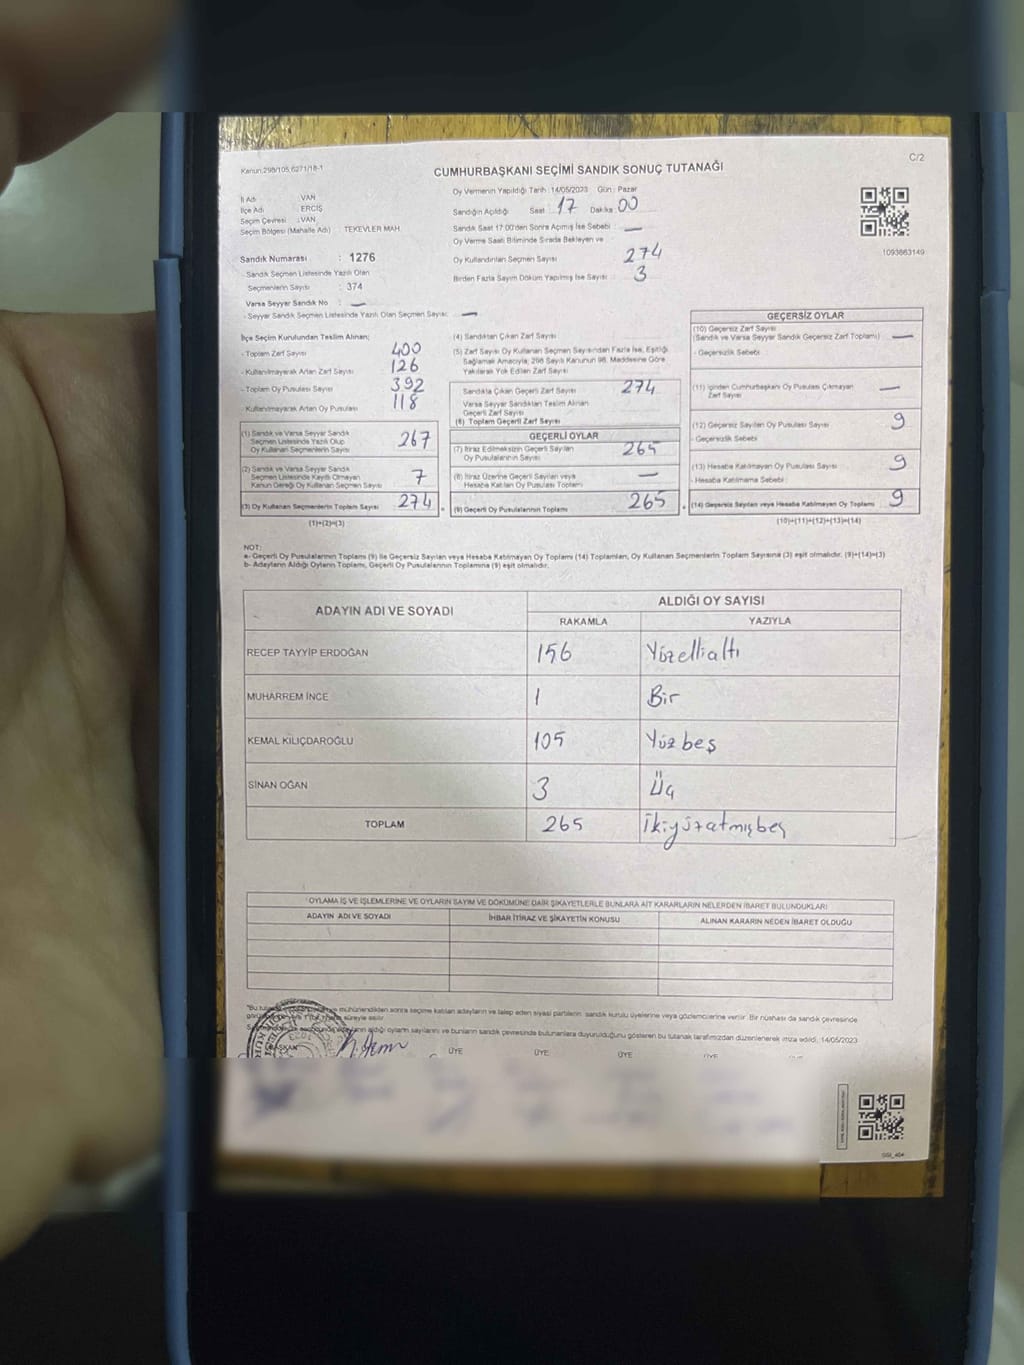 C/2
Kanun:298/105;6271/18-1
CUMHURBAŞKANI SEÇİMİ SANDIK SONUÇ TUTANAĞI
İl Adı : VAN
İlçe Adı : ERCİŞ
Seçim Çevresi : VAN
Seçim Bölgesi (Mahalle Adı) : TEKEVLER MAH.
Sandık Numarası : 1276
- Sandık Seçmen Listesinde Yazılı Olan
Seçmenlerin Sayısı : 374
Varsa Seyyar Sandık No : —
- Seyyar Sandık Seçmen Listesinde Yazılı Olan Seçmen Sayısı: —
Oy Vermenin Yapıldığı Tarih :14/05/2023 Gün : Pazar
Sandığın Açıldığı Saat : 17 Dakika : 00
Sandık Saat 17.00'den Sonra Açılmış İse Sebebi : —
Oy Verme Saati Bitiminde Sırada Bekleyen ve
Oy Kullandırılan Seçmen Sayısı : 274
Birden Fazla Sayım Döküm Yapılmış İse Sayısı : 3
1093863149
İlçe Seçim Kurulundan Teslim Alınan;
- Toplam Zarf Sayısı 400
- Kullanılmayarak Artan Zarf Sayısı 126
- Toplam Oy Pusulası Sayısı 392
- Kullanılmayarak Artan Oy Pusulası 118
(1) Sandık ve Varsa Seyyar Sandık
Seçmen Listesinde Yazılı Olup
Oy Kullanan Seçmenlerin Sayısı 267
(2) Sandık ve Varsa Seyyar Sandık
Seçmen Listesinde Kayıtlı Olmayan
Kanun Gereği Oy Kullanan Seçmen Sayısı 7
(3) Oy Kullanan Seçmenlerin Toplam Sayısı 274
(1)+(2)=(3)
(4) Sandıktan Çıkan Zarf Sayısı
(5) Zarf Sayısı Oy Kullanan Seçmen Sayısından Fazla İse, Eşitliği
Sağlamak Amacıyla, 298 Sayılı Kanunun 98. Maddesine Göre
Yakılarak Yok Edilen Zarf Sayısı
Sandıkta Çıkan Geçerli Zarf Sayısı 274
Varsa Seyyar Sandıktan Teslim Alınan
Geçerli Zarf Sayısı
(6) Toplam Geçerli Zarf Sayısı
GEÇERLİ OYLAR
(7) İtiraz Edilmeksizin Geçerli Sayılan
Oy Pusulalarının Sayısı 265
(8) İtiraz Üzerine Geçerli Sayılan veya
Hesaba Katılan Oy Pusulası Toplamı —
(9) Geçerli Oy Pusulalarının Toplamı 265
GEÇERSİZ OYLAR
(10) Geçersiz Zarf Sayısı
(Sandık ve Varsa Seyyar Sandık Geçersiz Zarf Toplamı) —
- Geçersizlik Sebebi
(11) İçinden Cumhurbaşkanı Oy Pusulası Çıkmayan
Zarf Sayısı —
(12) Geçersiz Sayılan Oy Pusulası Sayısı 9
- Geçersizlik Sebebi
(13) Hesaba Katılmayan Oy Pusulası Sayısı 9
- Hesaba Katılmama Sebebi
(14) Geçersiz Sayılan veya Hesaba Katılmayan Oy Toplamı 9
(10)+(11)+(12)+(13)=(14)
NOT:
a- Geçerli Oy Pusulalarının Toplamı (9) İle Geçersiz Sayılan veya Hesaba Katılmayan Oy Toplamı (14) Toplamları, Oy Kullanan Seçmenlerin Toplam Sayısına (3) eşit olmalıdır. (9)+(14)=(3)
b- Adayların Aldığı Oyların Toplamı, Geçerli Oy Pusulalarının Toplamına (9) eşit olmalıdır.
ADAYIN ADI VE SOYADI
ALDIĞI OY SAYISI
RAKAMLA YAZIYLA
RECEP TAYYİP ERDOĞAN 156 Yüzellialtı
MUHARREM İNCE 1 Bir
KEMAL KILIÇDAROĞLU 105 Yüzbeş
SİNAN OĞAN 3 Üç
TOPLAM 265 İkiyüzatmışbeş
OYLAMA İŞ VE İŞLEMLERİNE VE OYLARIN SAYIM VE DÖKÜMÜNE DAİR ŞİKAYETLERLE BUNLARA AİT KARARLARIN NELERDEN İBARET BULUNDUKLARI
ADAYIN ADI VE SOYADI İHBAR İTİRAZ VE ŞİKAYETİN KONUSU ALINAN KARARIN NEDEN İBARET OLDUĞU
mühürlendikten sonra seçime katılan adayların ve talep eden siyasi partilerin sandık kurulu üyelerine veya gözlemcilerine verilir. Bir nüshası da sandık çevresinde
süreyle asılır.
aldığı oyların sayılarını ve bunların sandık çevresinde bulunanlara duyurulduğunu gösteren bu tutanak tarafımızdan düzenlenerek imza edildi. 14/05/2023
BAŞKAN ÜYE ÜYE ÜYE ÜYE